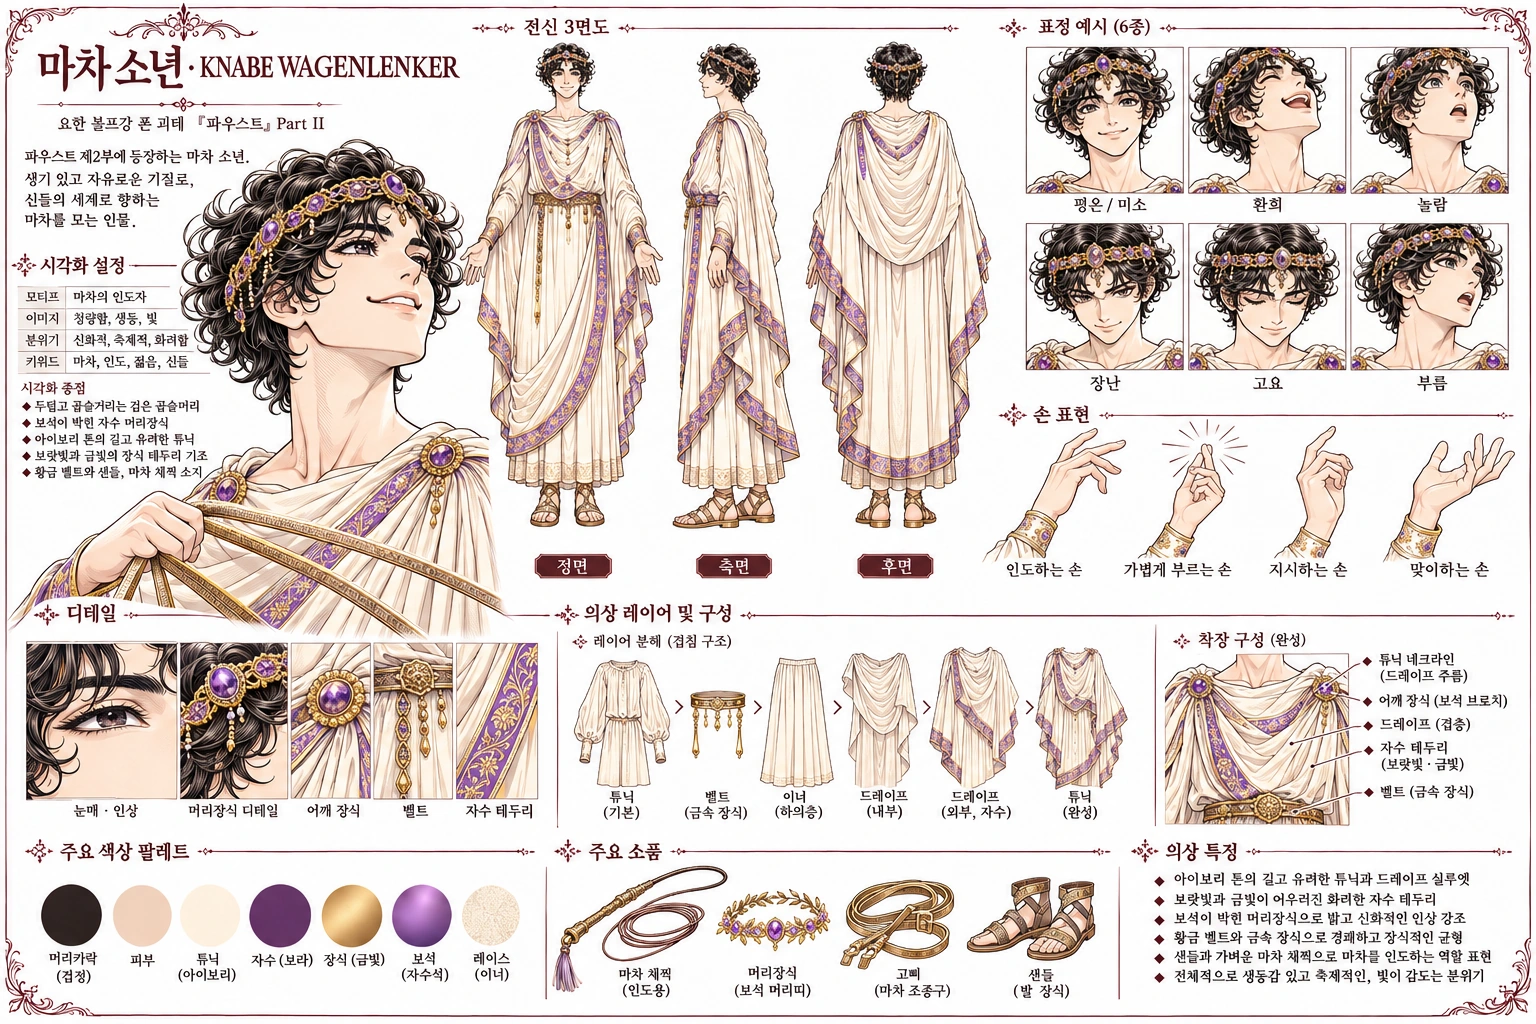 마차 소년 · KNABE WAGENLENKER
요한 볼프강 폰 괴테 『파우스트』 Part II
파우스트 제2부에 등장하는 마차 소년.
생기 있고 자유로운 기질로,
신들의 세계로 향하는
마차를 모는 인물.
시각화 설정
모티프 마차의 인도자
이미지 청량함, 생동, 빛
분위기 신화적, 축제적, 화려함
키워드 마차, 인도, 젊음, 신들
시각화 중점
◆ 두텁고 곱슬거리는 검은 곱슬머리
◆ 보석이 박힌 자수 머리장식
◆ 아이보리 톤의 길고 유려한 튜닉
◆ 보랏빛과 금빛의 장식 테두리 기조
◆ 황금 벨트와 샌들, 마차 채찍 소지
전신 3면도
정면
측면
후면
표정 예시 (6종)
평온 / 미소
환희
놀람
장난
고요
부름
손 표현
인도하는 손
가볍게 부르는 손
지시하는 손
맞이하는 손
디테일
눈매 · 인상
머리장식 디테일
어깨 장식
벨트
자수 테두리
의상 레이어 및 구성
레이어 분해 (겹침 구조)
튜닉
(기본)
벨트
(금속 장식)
이너
(하의층)
드레이프
(내부)
드레이프
(외부, 자수)
튜닉
(완성)
착장 구성 (완성)
◆ 튜닉 네크라인
(드레이프 주름)
◆ 어깨 장식 (보석 브로치)
◆ 드레이프 (겹층)
◆ 자수 테두리
(보랏빛 · 금빛)
◆ 벨트 (금속 장식)
주요 색상 팔레트
머리카락
(검정)
피부
튜닉
(아이보리)
자수 (보라)
장식 (금빛)
보석
(자수석)
레이스
(이너)
주요 소품
마차 채찍
(인도용)
머리장식
(보석 머리띠)
고삐
(마차 조종구)
샌들
(발 장식)
의상 특정
◆ 아이보리 톤의 길고 유려한 튜닉과 드레이프 실루엣
◆ 보랏빛과 금빛이 어우러진 화려한 자수 테두리
◆ 보석이 박힌 머리장식으로 밝고 신화적인 인상 강조
◆ 황금 벨트와 금속 장식으로 경쾌하고 장식적인 균형
◆ 샌들과 가벼운 마차 채찍으로 마차를 인도하는 역할 표현
◆ 전체적으로 생동감 있고 축제적인, 빛이 감도는 분위기